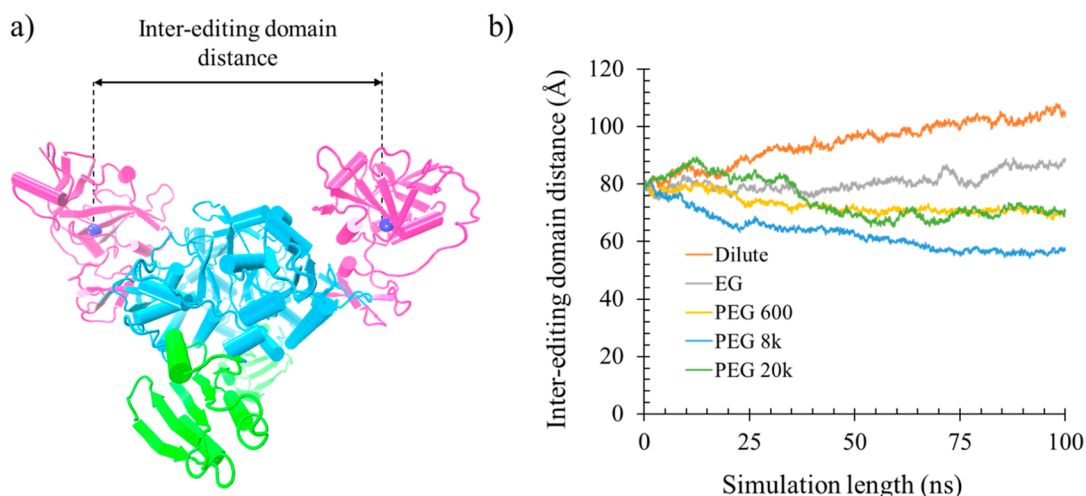 a)
Inter-editing domain
distance
b)
Inter-editing domain distance (Å)
120
100
80
60
40
20
0
Dilute
EG
PEG 600
PEG 8k
PEG 20k
0 25 50 75 100
Simulation length (ns)